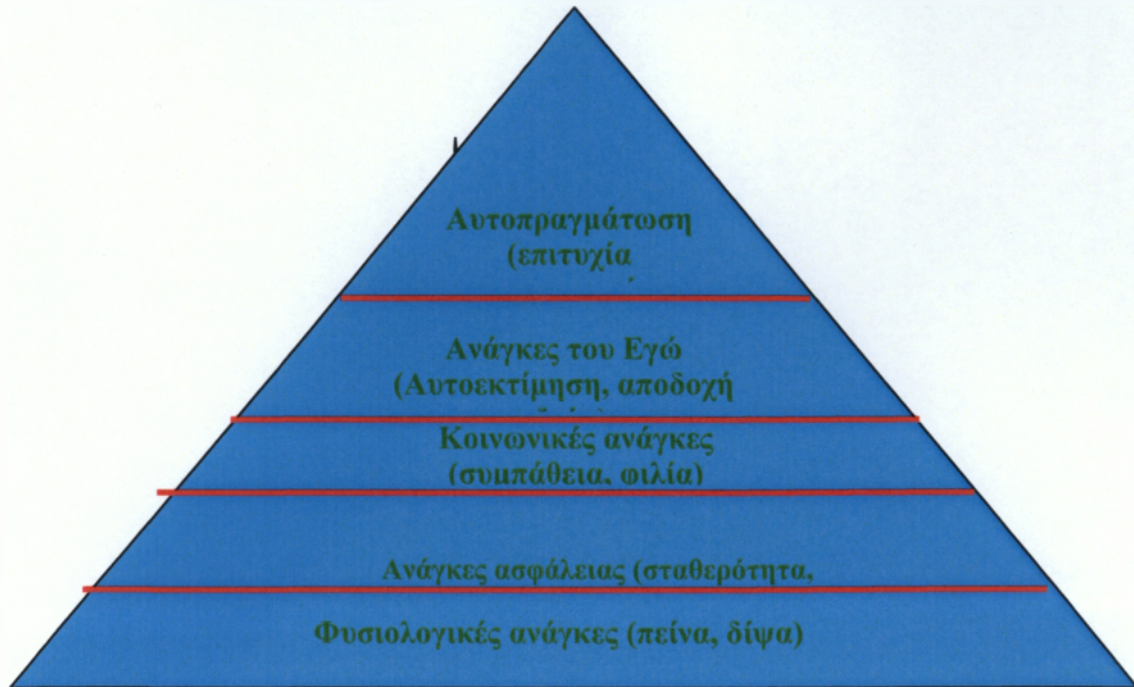 Αυτοπραγμάτωση
(επιτυχία
Ανάγκες του Εγώ
(Αυτοεκτίμηση, αποδοχή
Κοινωνικές ανάγκες
(συμπάθεια, φιλία)
Ανάγκες ασφάλειας (σταθερότητα,
Φυσιολογικές ανάγκες (πείνα, δίψα)